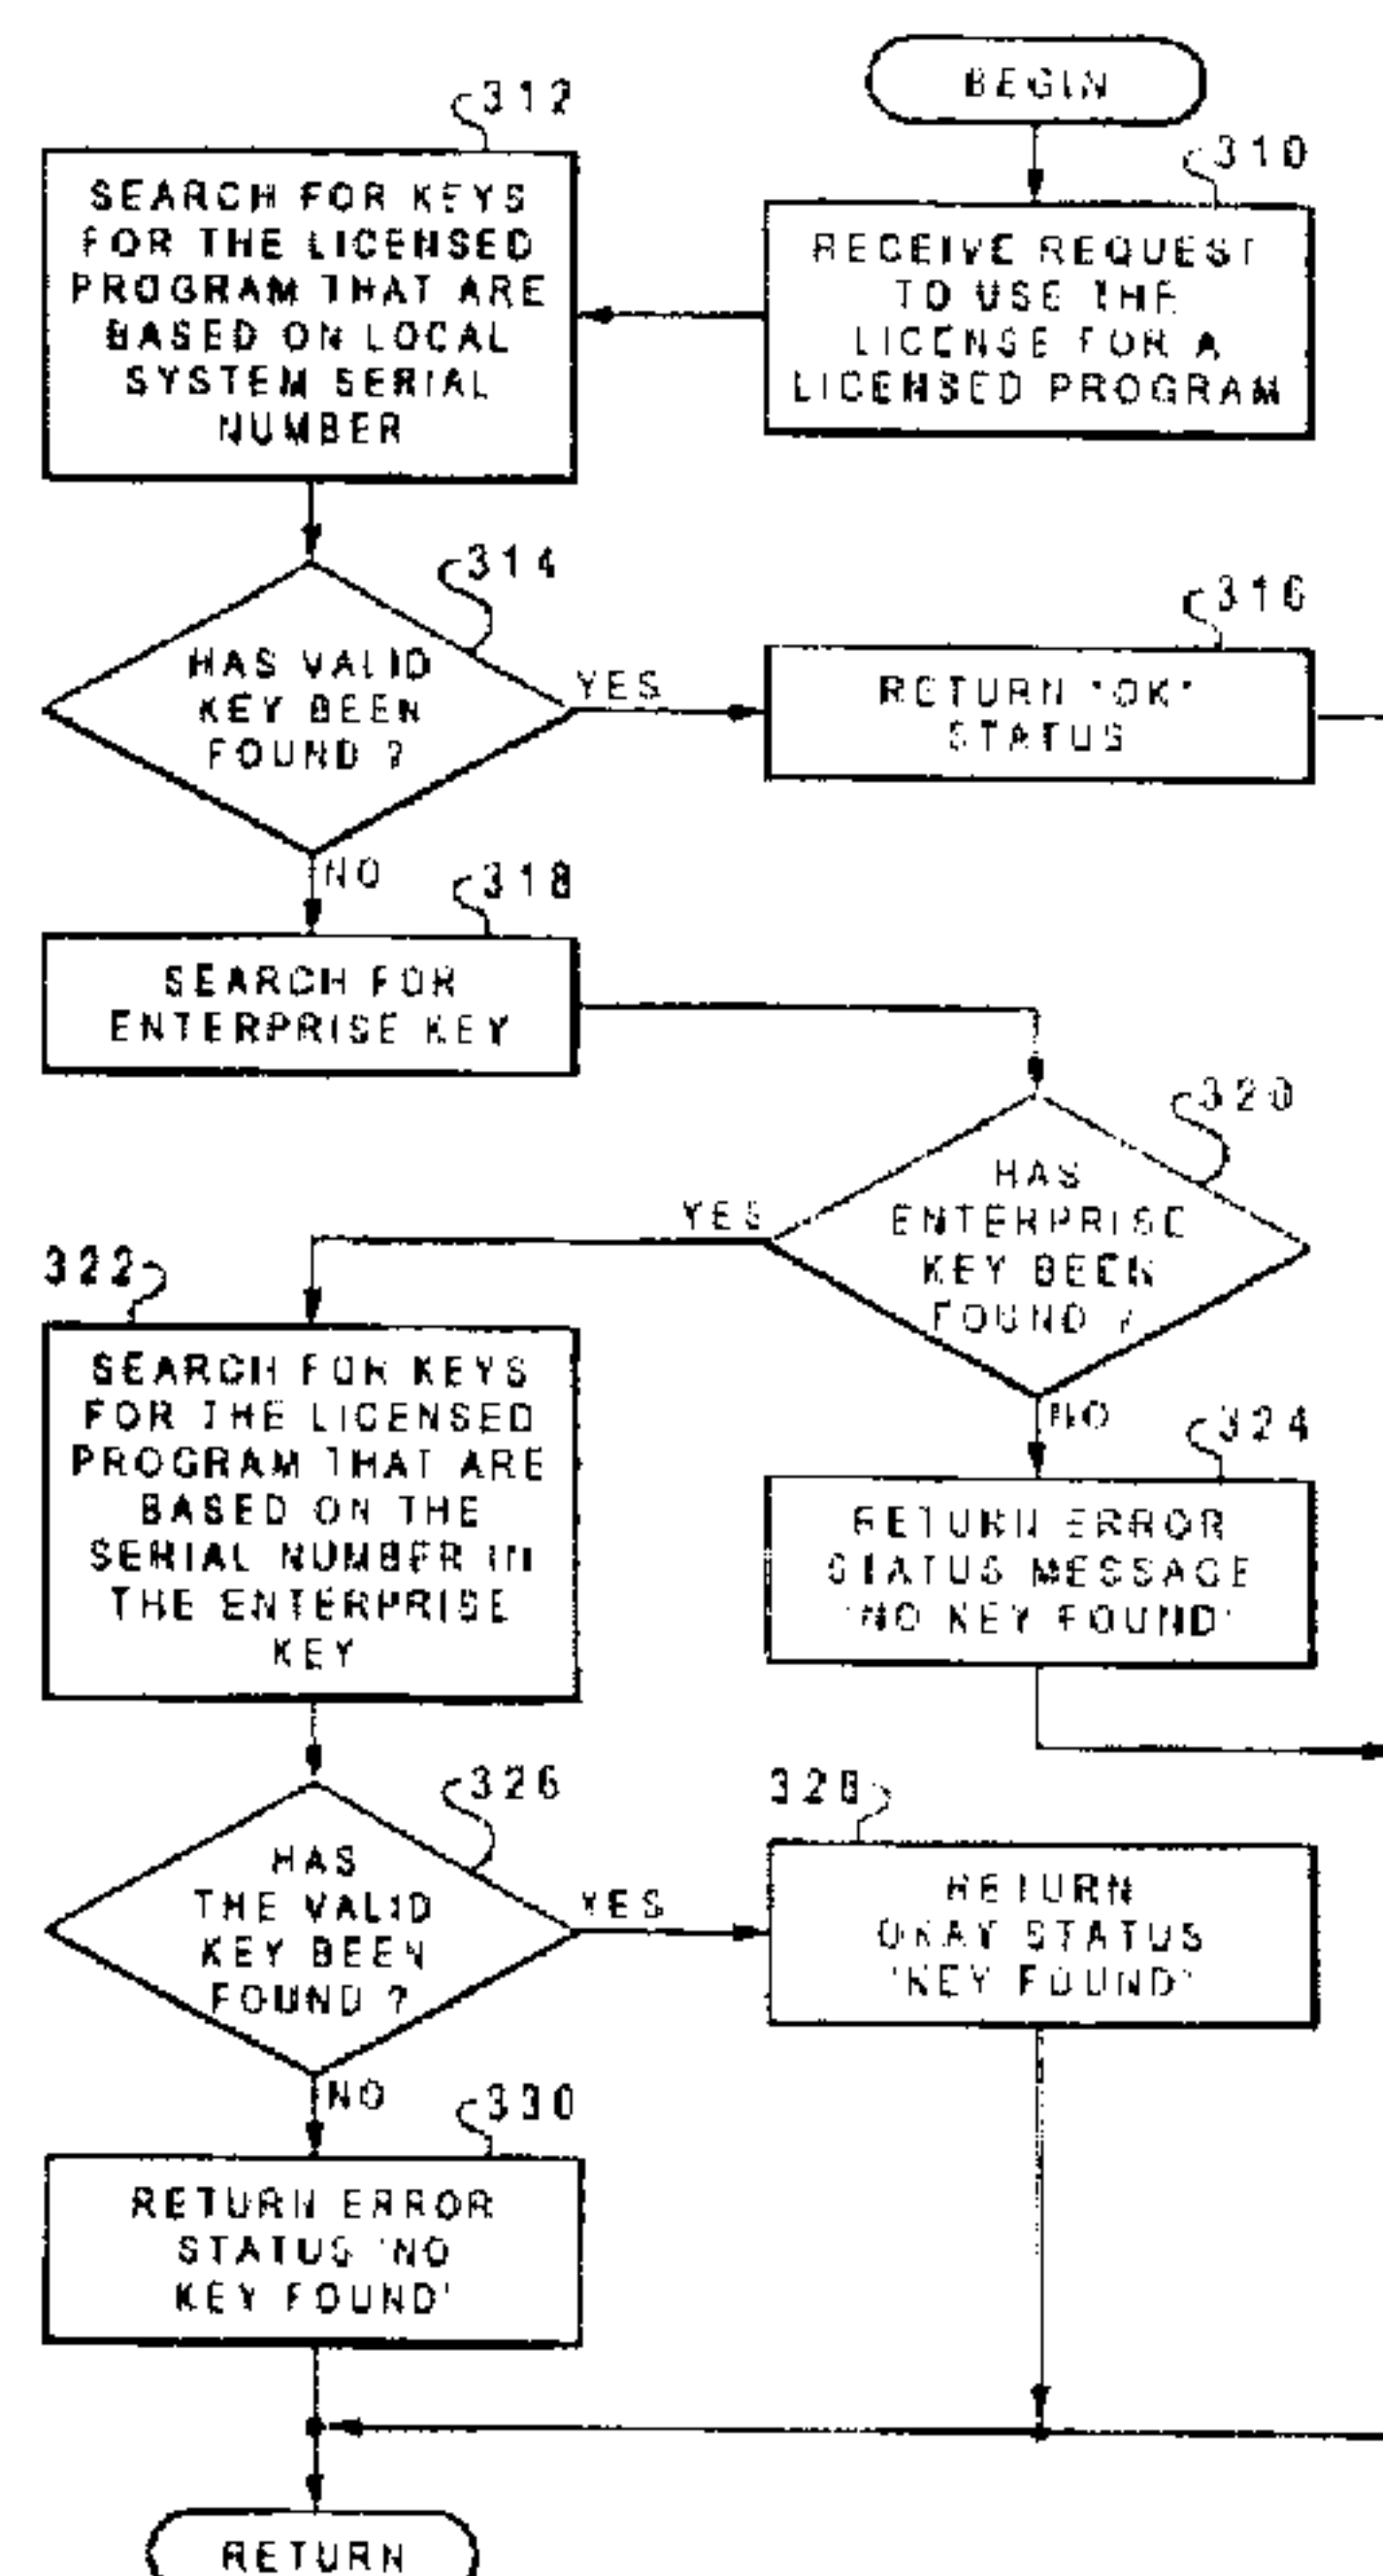 BEGIN
310
RECEIVE REQUEST
TO USE THE
LICENSE FOR A
LICENSED PROGRAM
312
SEARCH FOR KEYS
FOR THE LICENSED
PROGRAM THAT ARE
BASED ON LOCAL
SYSTEM SERIAL
NUMBER
314
HAS VALID
KEY BEEN
FOUND ?
YES
316
RETURN "OK"
STATUS
NO
318
SEARCH FOR
ENTERPRISE KEY
320
HAS
ENTERPRISE
KEY BEEN
FOUND ?
YES
322
SEARCH FOR KEYS
FOR THE LICENSED
PROGRAM THAT ARE
BASED ON THE
SERIAL NUMBER IN
THE ENTERPRISE
KEY
NO
324
RETURN ERROR
STATUS MESSAGE
'NO KEY FOUND'
326
HAS
THE VALID
KEY BEEN
FOUND ?
YES
328
RETURN
OKAY STATUS
'KEY FOUND'
NO
330
RETURN ERROR
STATUS 'NO
KEY FOUND'
RETURN